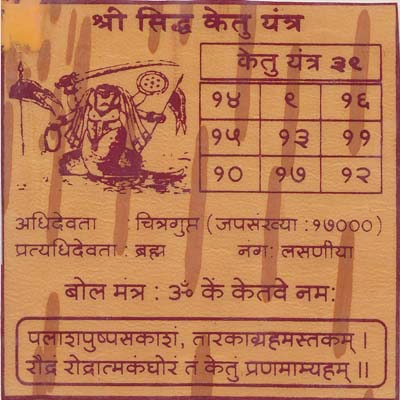 श्री सिद्ध केतु यंत्र
केतु यंत्र ३९
१४ ९ १६
१५ १३ ११
१० १७ १२
अधिदेवता : चित्रगुप्त ( जपसंख्या :१७०००)
प्रत्यधिदेवता : ब्रह्म नंग: लसणीया
बोल मंत्र : ॐ कें केतवे नमः
पलाशपुष्पसकाशं, तारकाग्रहमस्तकम् ।
रौद्रं रोद्रात्मकंघोरं तं केतुं प्रणमाम्यहम् ॥